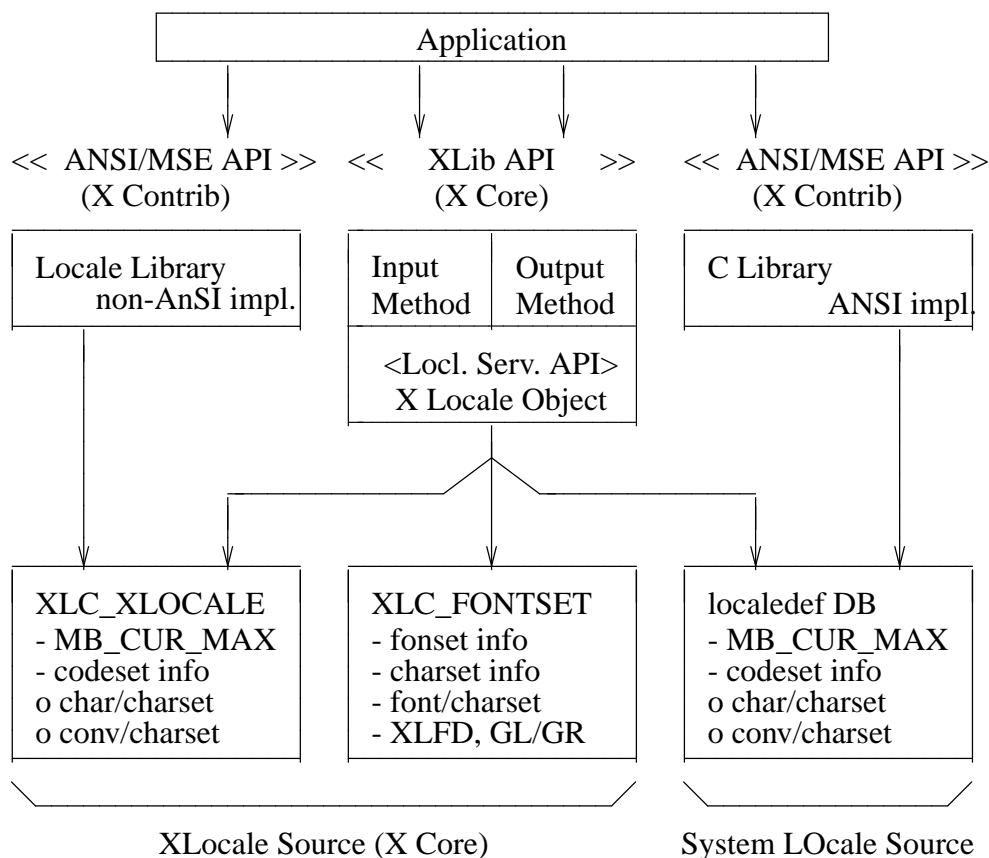 Application
<< ANSI/MSE API >>
(X Contrib)
<< XLib API >>
(X Core)
<< ANSI/MSE API >>
(X Contrib)
Locale Library
non-AnSI impl.
Input
Method
Output
Method
C Library
ANSI impl.
<Locl. Serv. API>
X Locale Object
XLC_XLOCALE
- MB_CUR_MAX
- codeset info
o char/charset
o conv/charset
XLC_FONTSET
- fonset info
- charset info
- font/charset
- XLFD, GL/GR
localedef DB
- MB_CUR_MAX
- codeset info
o char/charset
o conv/charset
XLocale Source (X Core)
System LOcale Source